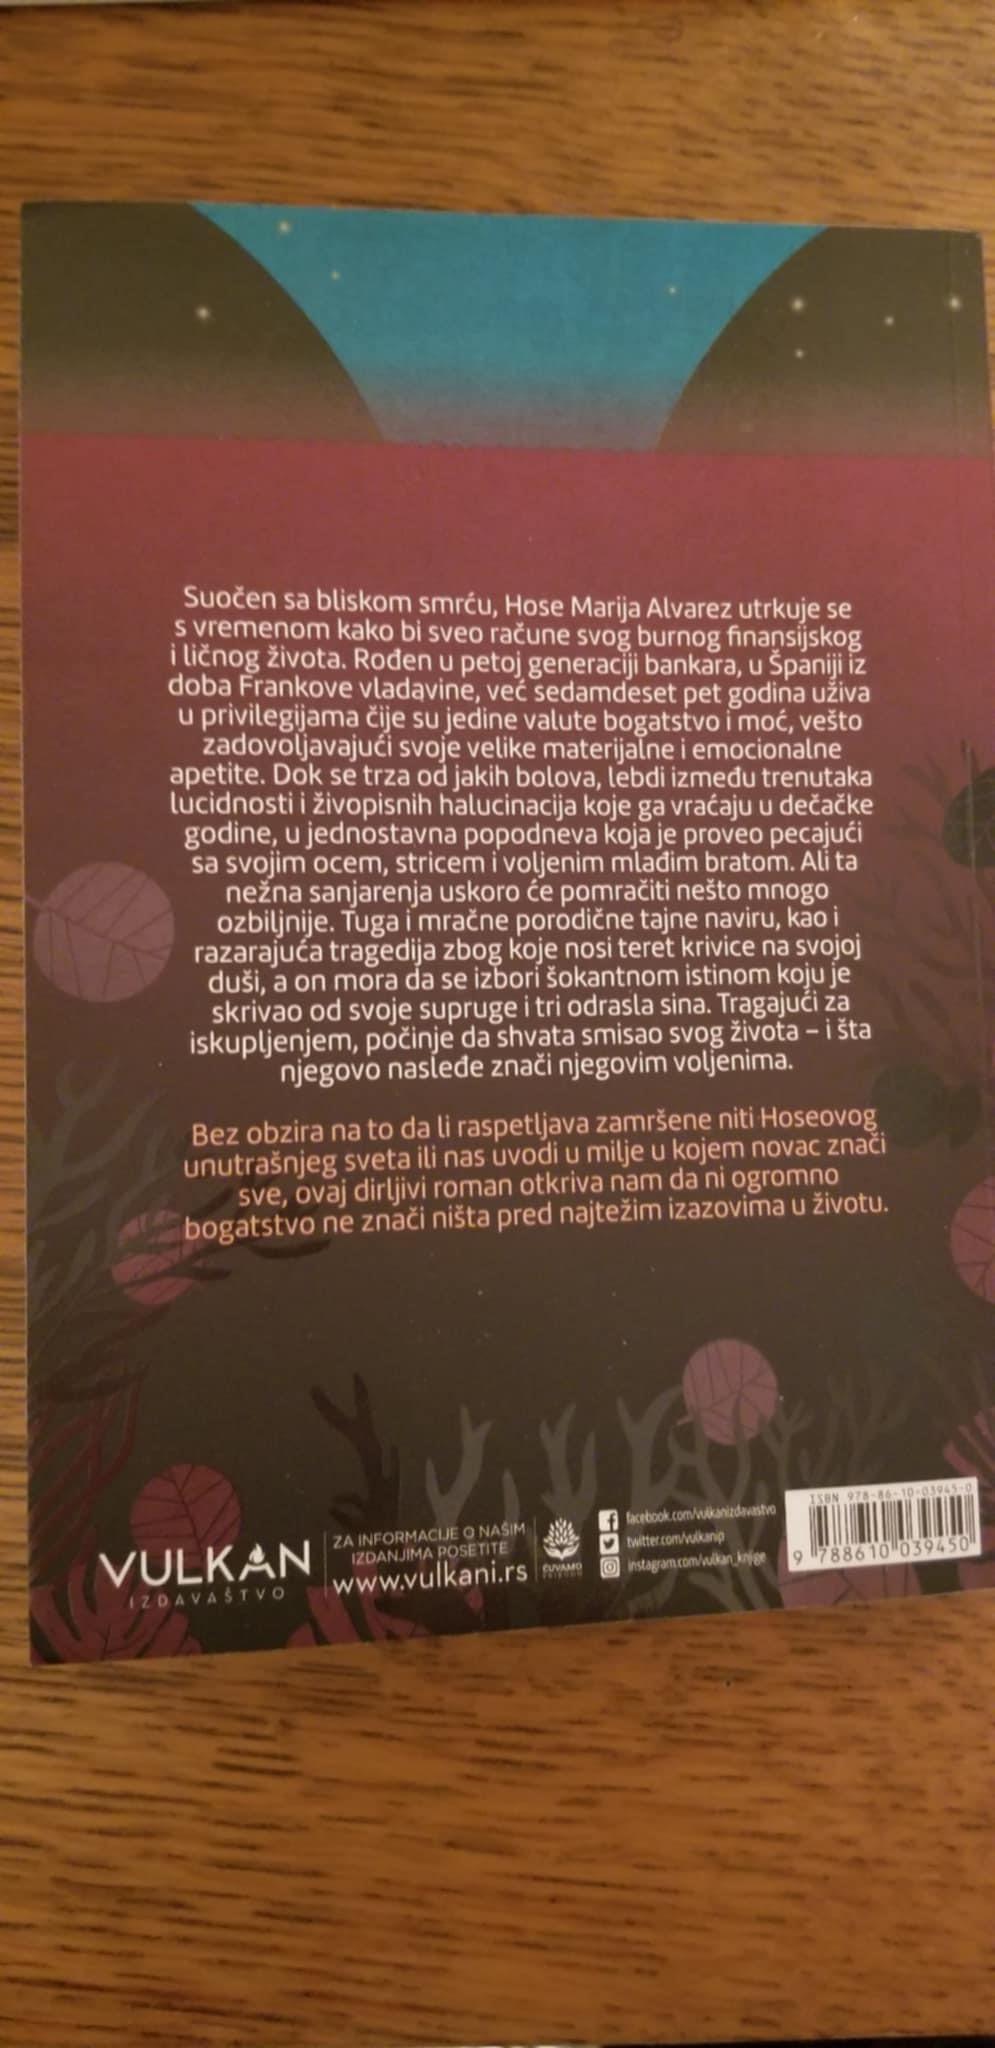 Suočen sa bliskom smrću, Hose Marija Alvarez utrkuje se
s vremenom kako bi sveo račune svog burnog finansijskog
i ličnog života. Rođen u petoj generaciji bankara, u Španiji iz
doba Frankove vladavine, već sedamdeset pet godina uživa
u privilegijama čije su jedine valute bogatstvo i moć, vešto
zadovoljavajući svoje velike materijalne i emocionalne
apetite. Dok se trza od jakih bolova, lebdi između trenutaka
lucidnosti i živopisnih halucinacija koje ga vraćaju u dečačke
godine, u jednostavna popodneva koja je proveo pecajući
sa svojim ocem, stricem i voljenim mlađim bratom. Ali ta
nežna sanjarenja uskoro će pomračiti nešto mnogo
ozbiljnije. Tuga i mračne porodične tajne naviru, kao i
razarajuća tragedija zbog koje nosi teret krivice na svojoj
duši, a on mora da se izbori šokantnom istinom koju je
skrivao od svoje supruge i tri odrasla sina. Tragajući za
iskupljenjem, počinje da shvata smisao svog života – i šta
njegovo nasleđe znači njegovim voljenima.
Bez obzira na to da li raspetljava zamršene niti Hoseovog
unutrašnjeg sveta ili nas uvodi u milje u kojem novac znači
sve, ovaj dirljivi roman otkriva nam da ni ogromno
bogatstvo ne znači ništa pred najtežim izazovima u životu.
VULKAN
IZDAVAŠTVO
ZA INFORMACIJE O NAŠIM
IZDANJIMA POSETITE
www.vulkani.rs
facebook.com/vulkanizdavastvo
twitter.com/vulkanip
instagram.com/vulkan_knjige
ISBN 978-86-10-03945-0
9 788610 039450